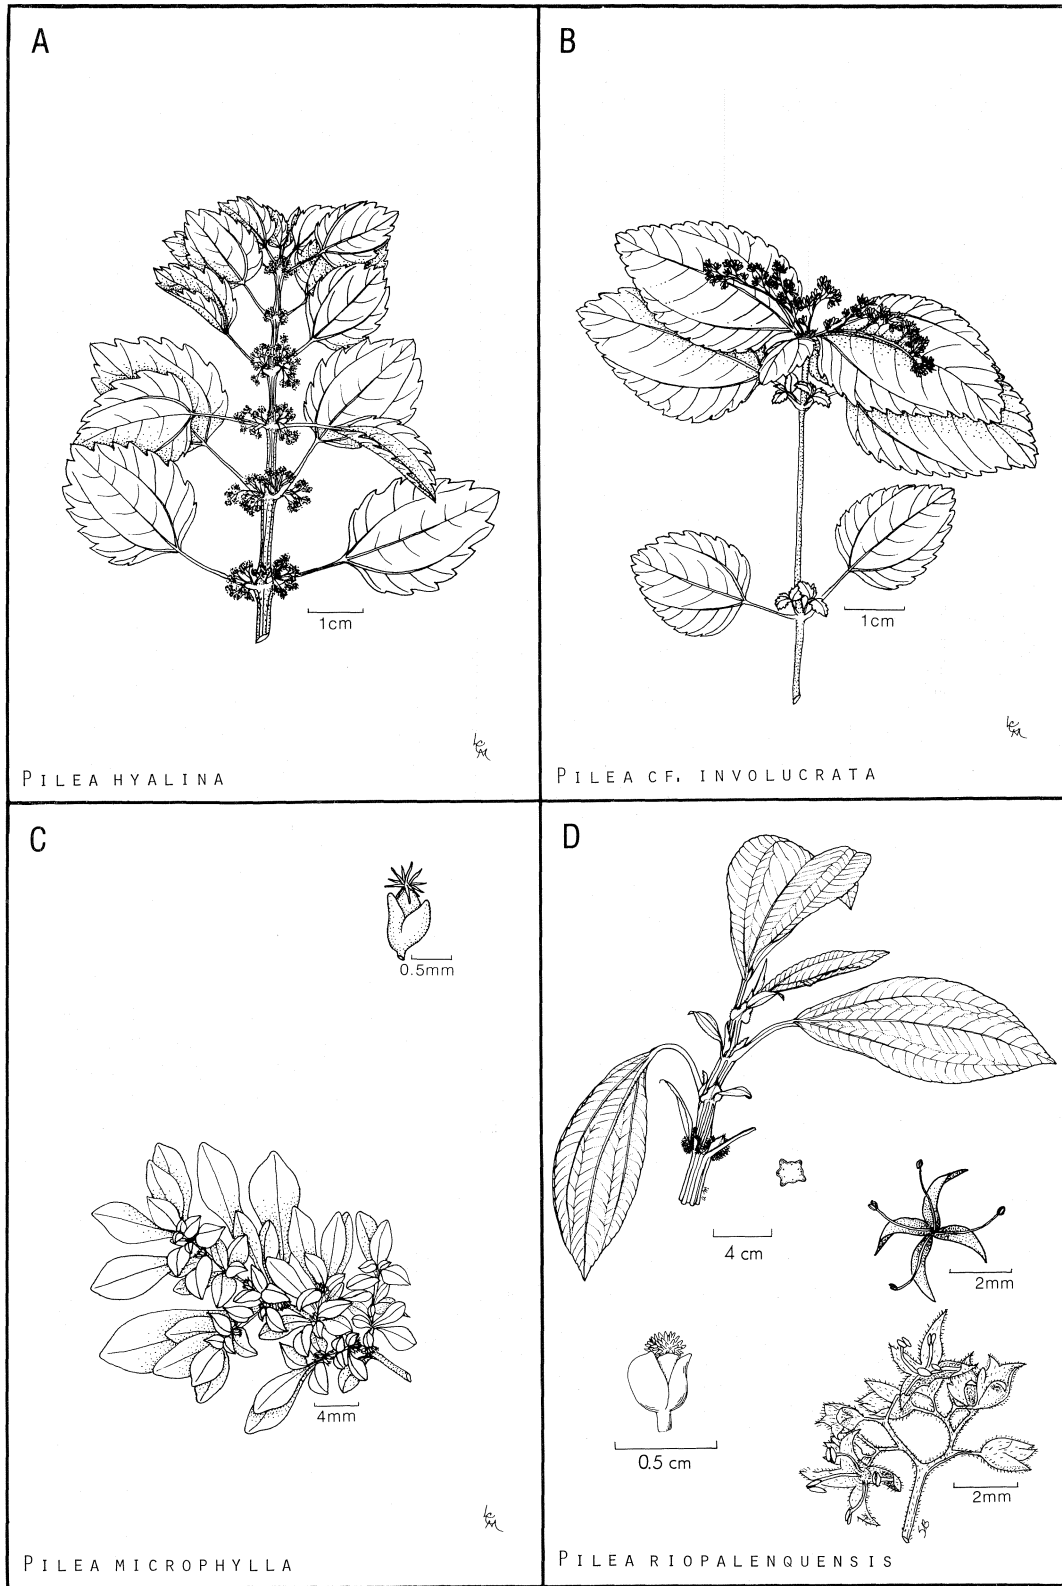 A
1cm
PILEA HYALINA
B
1cm
PILEA CF. INVOLUCRATA
C
0.5mm
4mm
PILEA MICROPHYLLA
D
4 cm
2mm
0.5 cm
2mm
PILEA RIOPALENQUENSIS